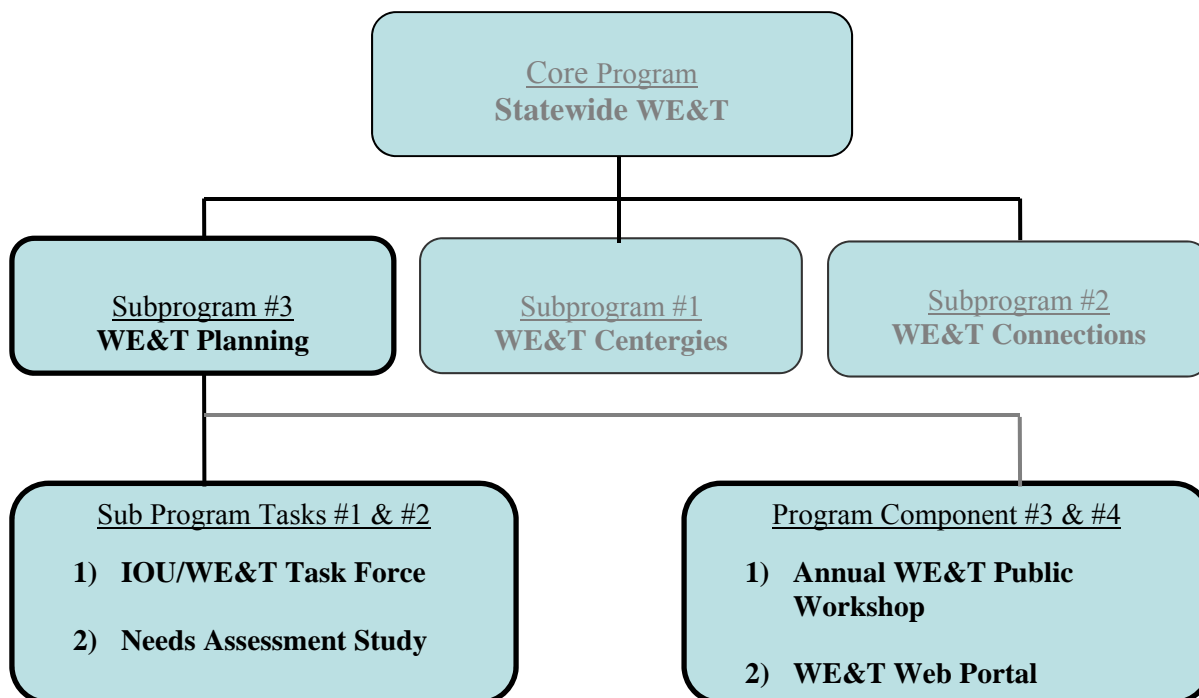 Core Program
Statewide WE&T
Subprogram #3
WE&T Planning
Subprogram #1
WE&T Centergies
Subprogram #2
WE&T Connections
Sub Program Tasks #1 & #2
1) IOU/WE&T Task Force
2) Needs Assessment Study
Program Component #3 & #4
1) Annual WE&T Public
Workshop
2) WE&T Web Portal